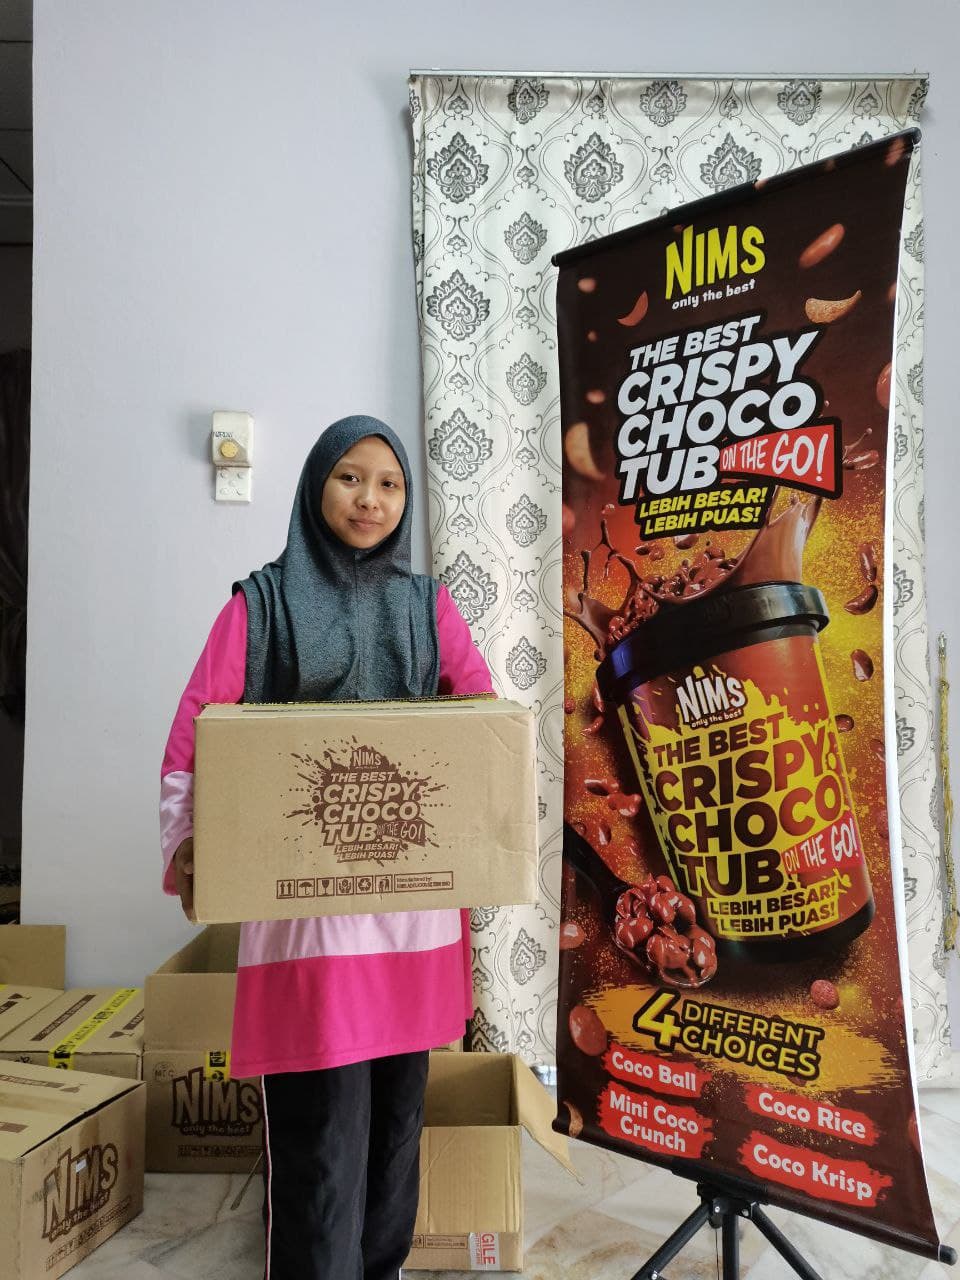 NIMS
only the best
THE BEST
CRISPY
CHOCO
TUB ON THE GO!
LEBIH BESAR!
LEBIH PUAS!
NIMS
only the best
THE BEST
CRISPY
CHOCO
TUB ON THE GO!
LEBIH BESAR!
LEBIH PUAS!
4 DIFFERENT
CHOICES
Coco Ball
Mini Coco
Crunch
Coco Rice
Coco Krisp
NIMS
THE BEST
CRISPY
CHOCO
TUB ON THE GO!
LEBIH BESAR!
LEBIH PUAS!
Manufactured by:
NIMS
only the best
NIMS
only the best
GILE